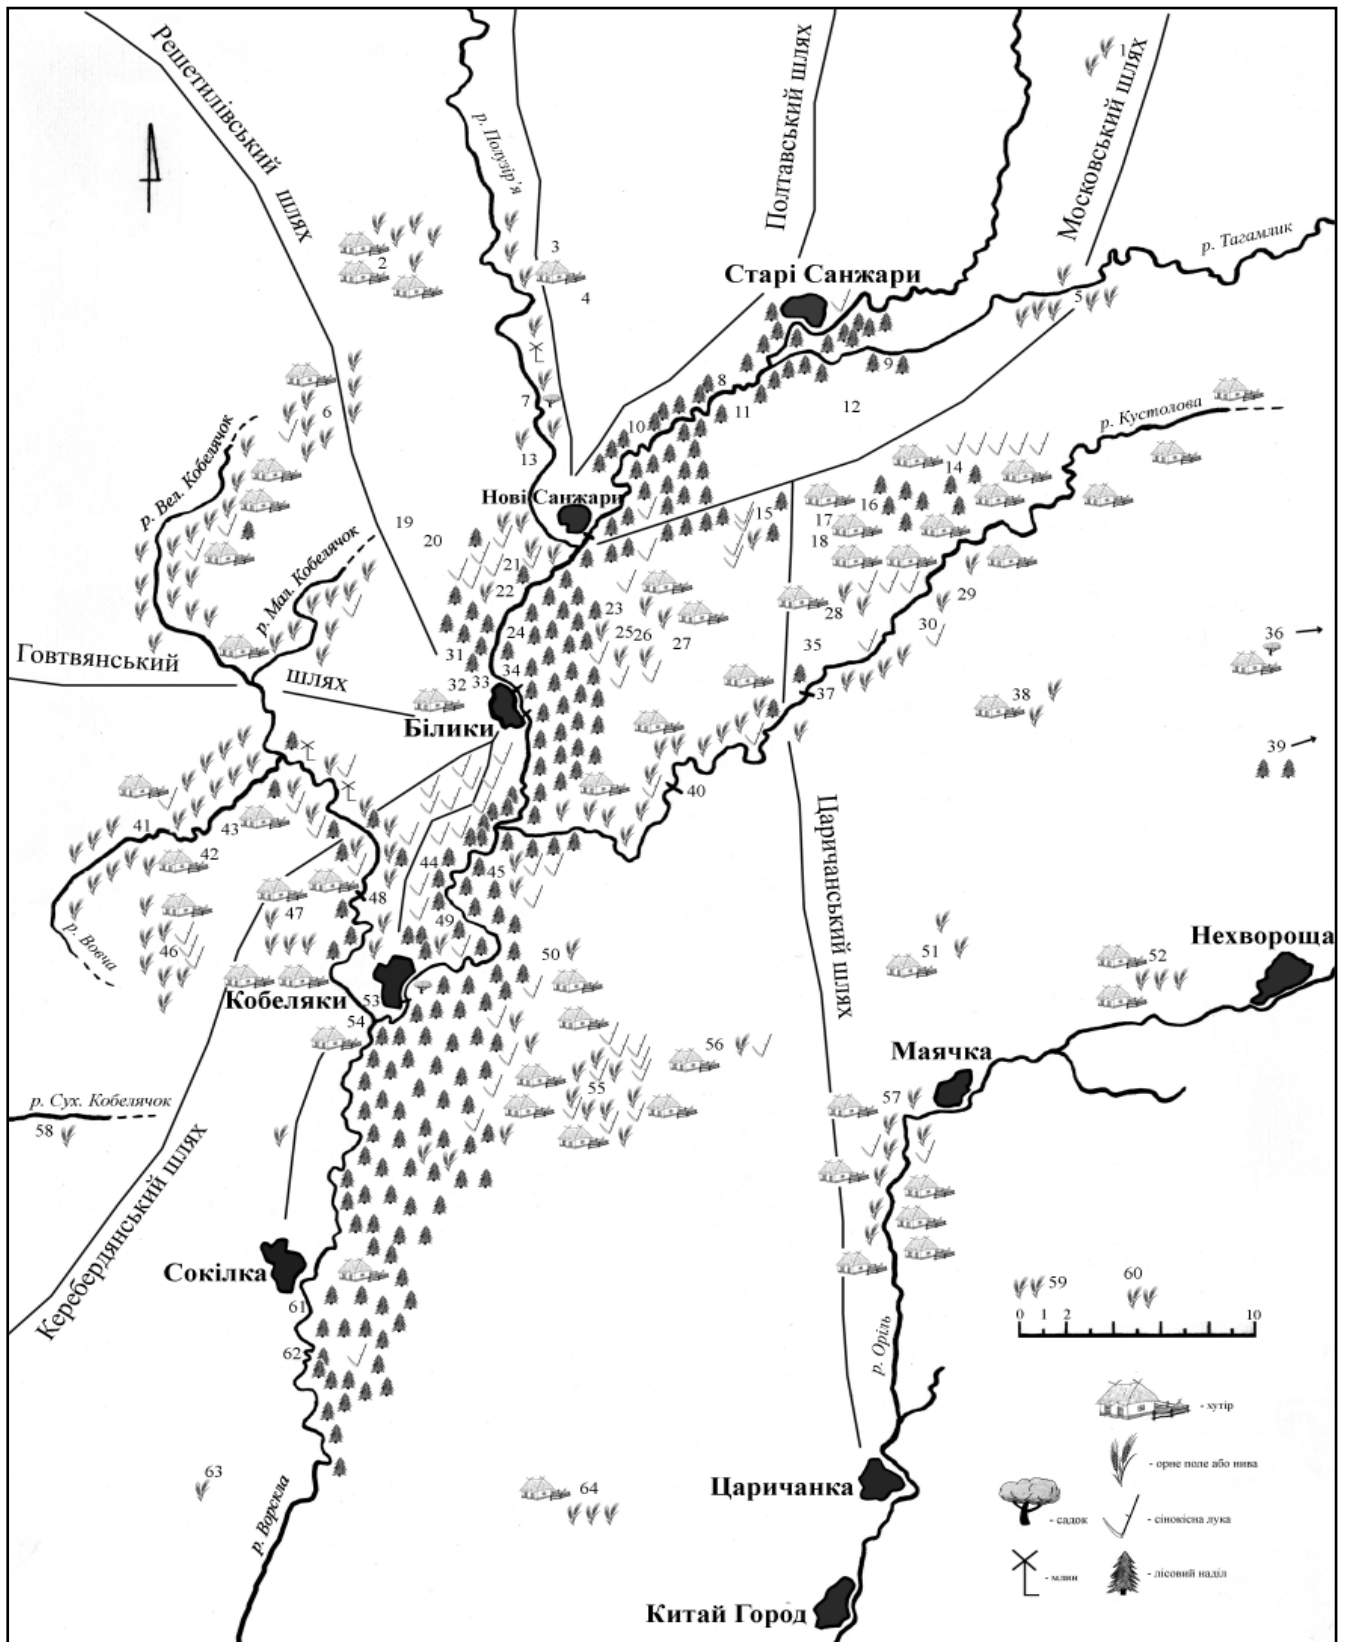 Решетилівський шлях
р. Полузір'я
Полтавський шлях
Московський шлях
1
р. Тагамлик
2
3
4
Старі Санжари
5
6
7
8
9
10
11
12
13
р. Кустолова
р. Вел. Кобелячок
Нові Санжари
14
15
16
17
18
19
20
р. Мал. Кобелячок
21
22
23
24
25
26
27
28
29
30
31
32
33
34
35
36
37
38
39
Говтвянський шлях
Білики
40
41
42
43
44
45
46
р. Вовча
47
48
49
50
51
52
Царичанський шлях
Нехвороща
Кобеляки
53
54
55
56
Маячка
57
р. Сух. Кобелячок
58
Керебердянський шлях
Сокілка
59
60
0 1 2 10
61
62
р. Оріль
63
64
р. Ворскла
Царичанка
Китай Город
- хутір
- орне поле або нива
- садок
- сінокісна лука
- млин
- лісовий наділ